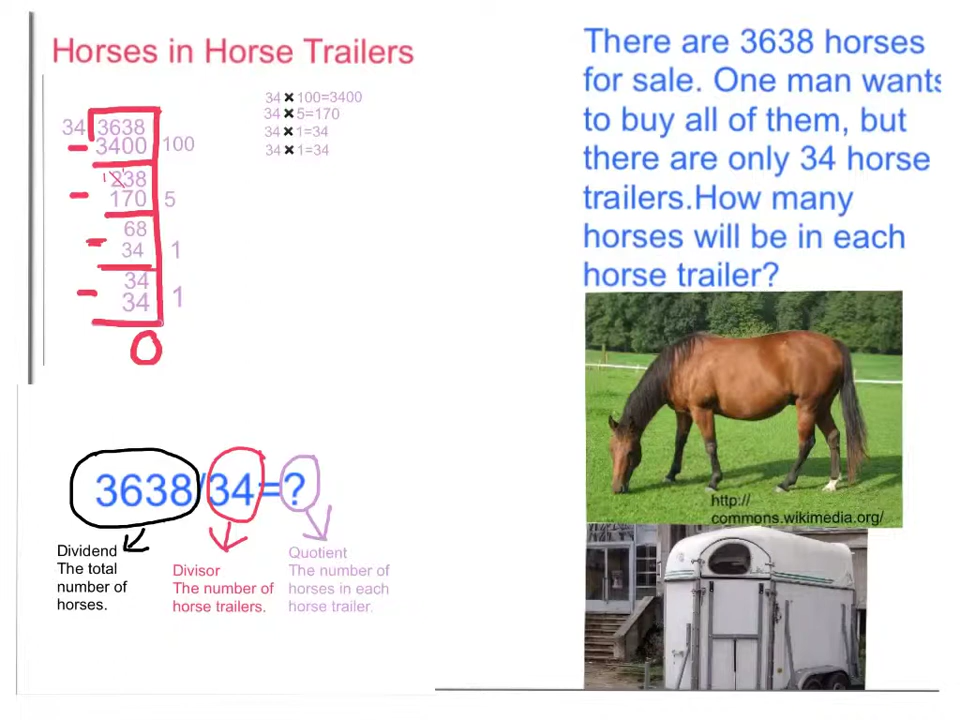 Horses in Horse Trailers
34 3638
- 3400 100
238
- 170 5
68
- 34 1
34
- 34 1
0
34 × 100=3400
34 × 5=170
34 × 1=34
34 × 1=34
3638/34=?
Dividend
The total
number of
horses.
Divisor
The number of
horse trailers.
Quotient
The number of
horses in each
horse trailer.
There are 3638 horses
for sale. One man wants
to buy all of them, but
there are only 34 horse
trailers.How many
horses will be in each
horse trailer?
http://
commons.wikimedia.org/